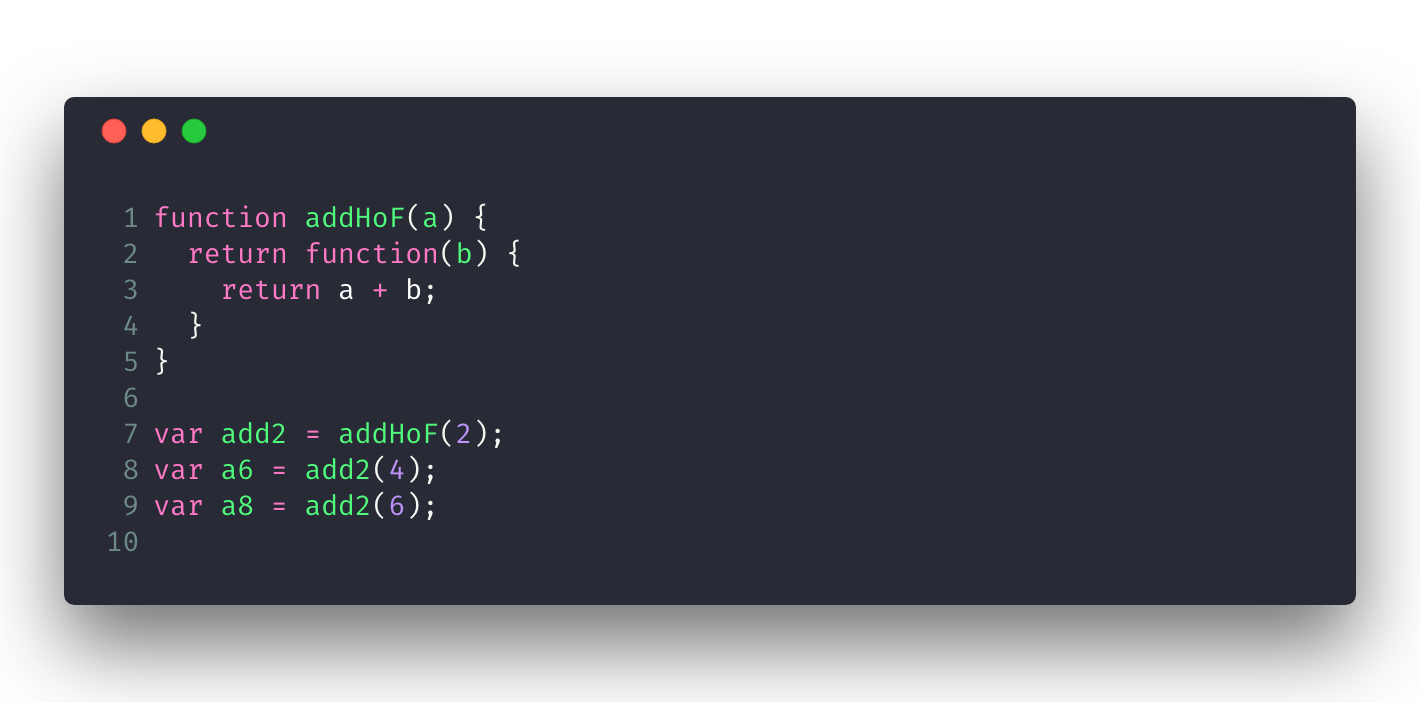 1 function addHoF(a) {
2   return function(b) {
3     return a + b;
4   }
5 }
6
7 var add2 = addHoF(2);
8 var a6 = add2(4);
9 var a8 = add2(6);
10